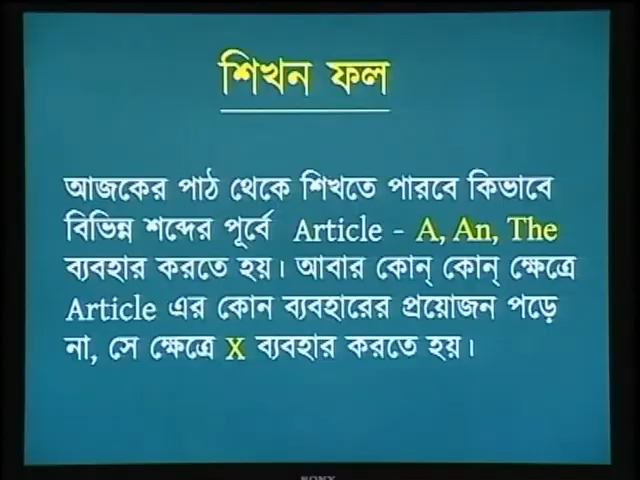 শিখন ফল
আজকের পাঠ থেকে শিখতে পারবে কিভাবে
বিভিন্ন শব্দের পূর্বে Article - A, An, The
ব্যবহার করতে হয়। আবার কোন্ কোন্ ক্ষেত্রে
Article এর কোন ব্যবহারের প্রয়োজন পড়ে
না, সে ক্ষেত্রে X ব্যবহার করতে হয়।
SONY